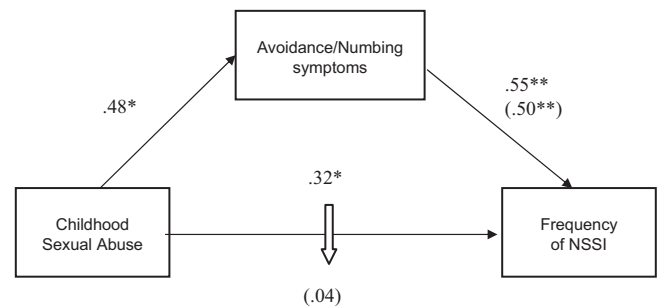 Avoidance/Numbing
symptoms
.48*
.55**
(.50**)
.32*
Childhood
Sexual Abuse
Frequency
of NSSI
(.04)